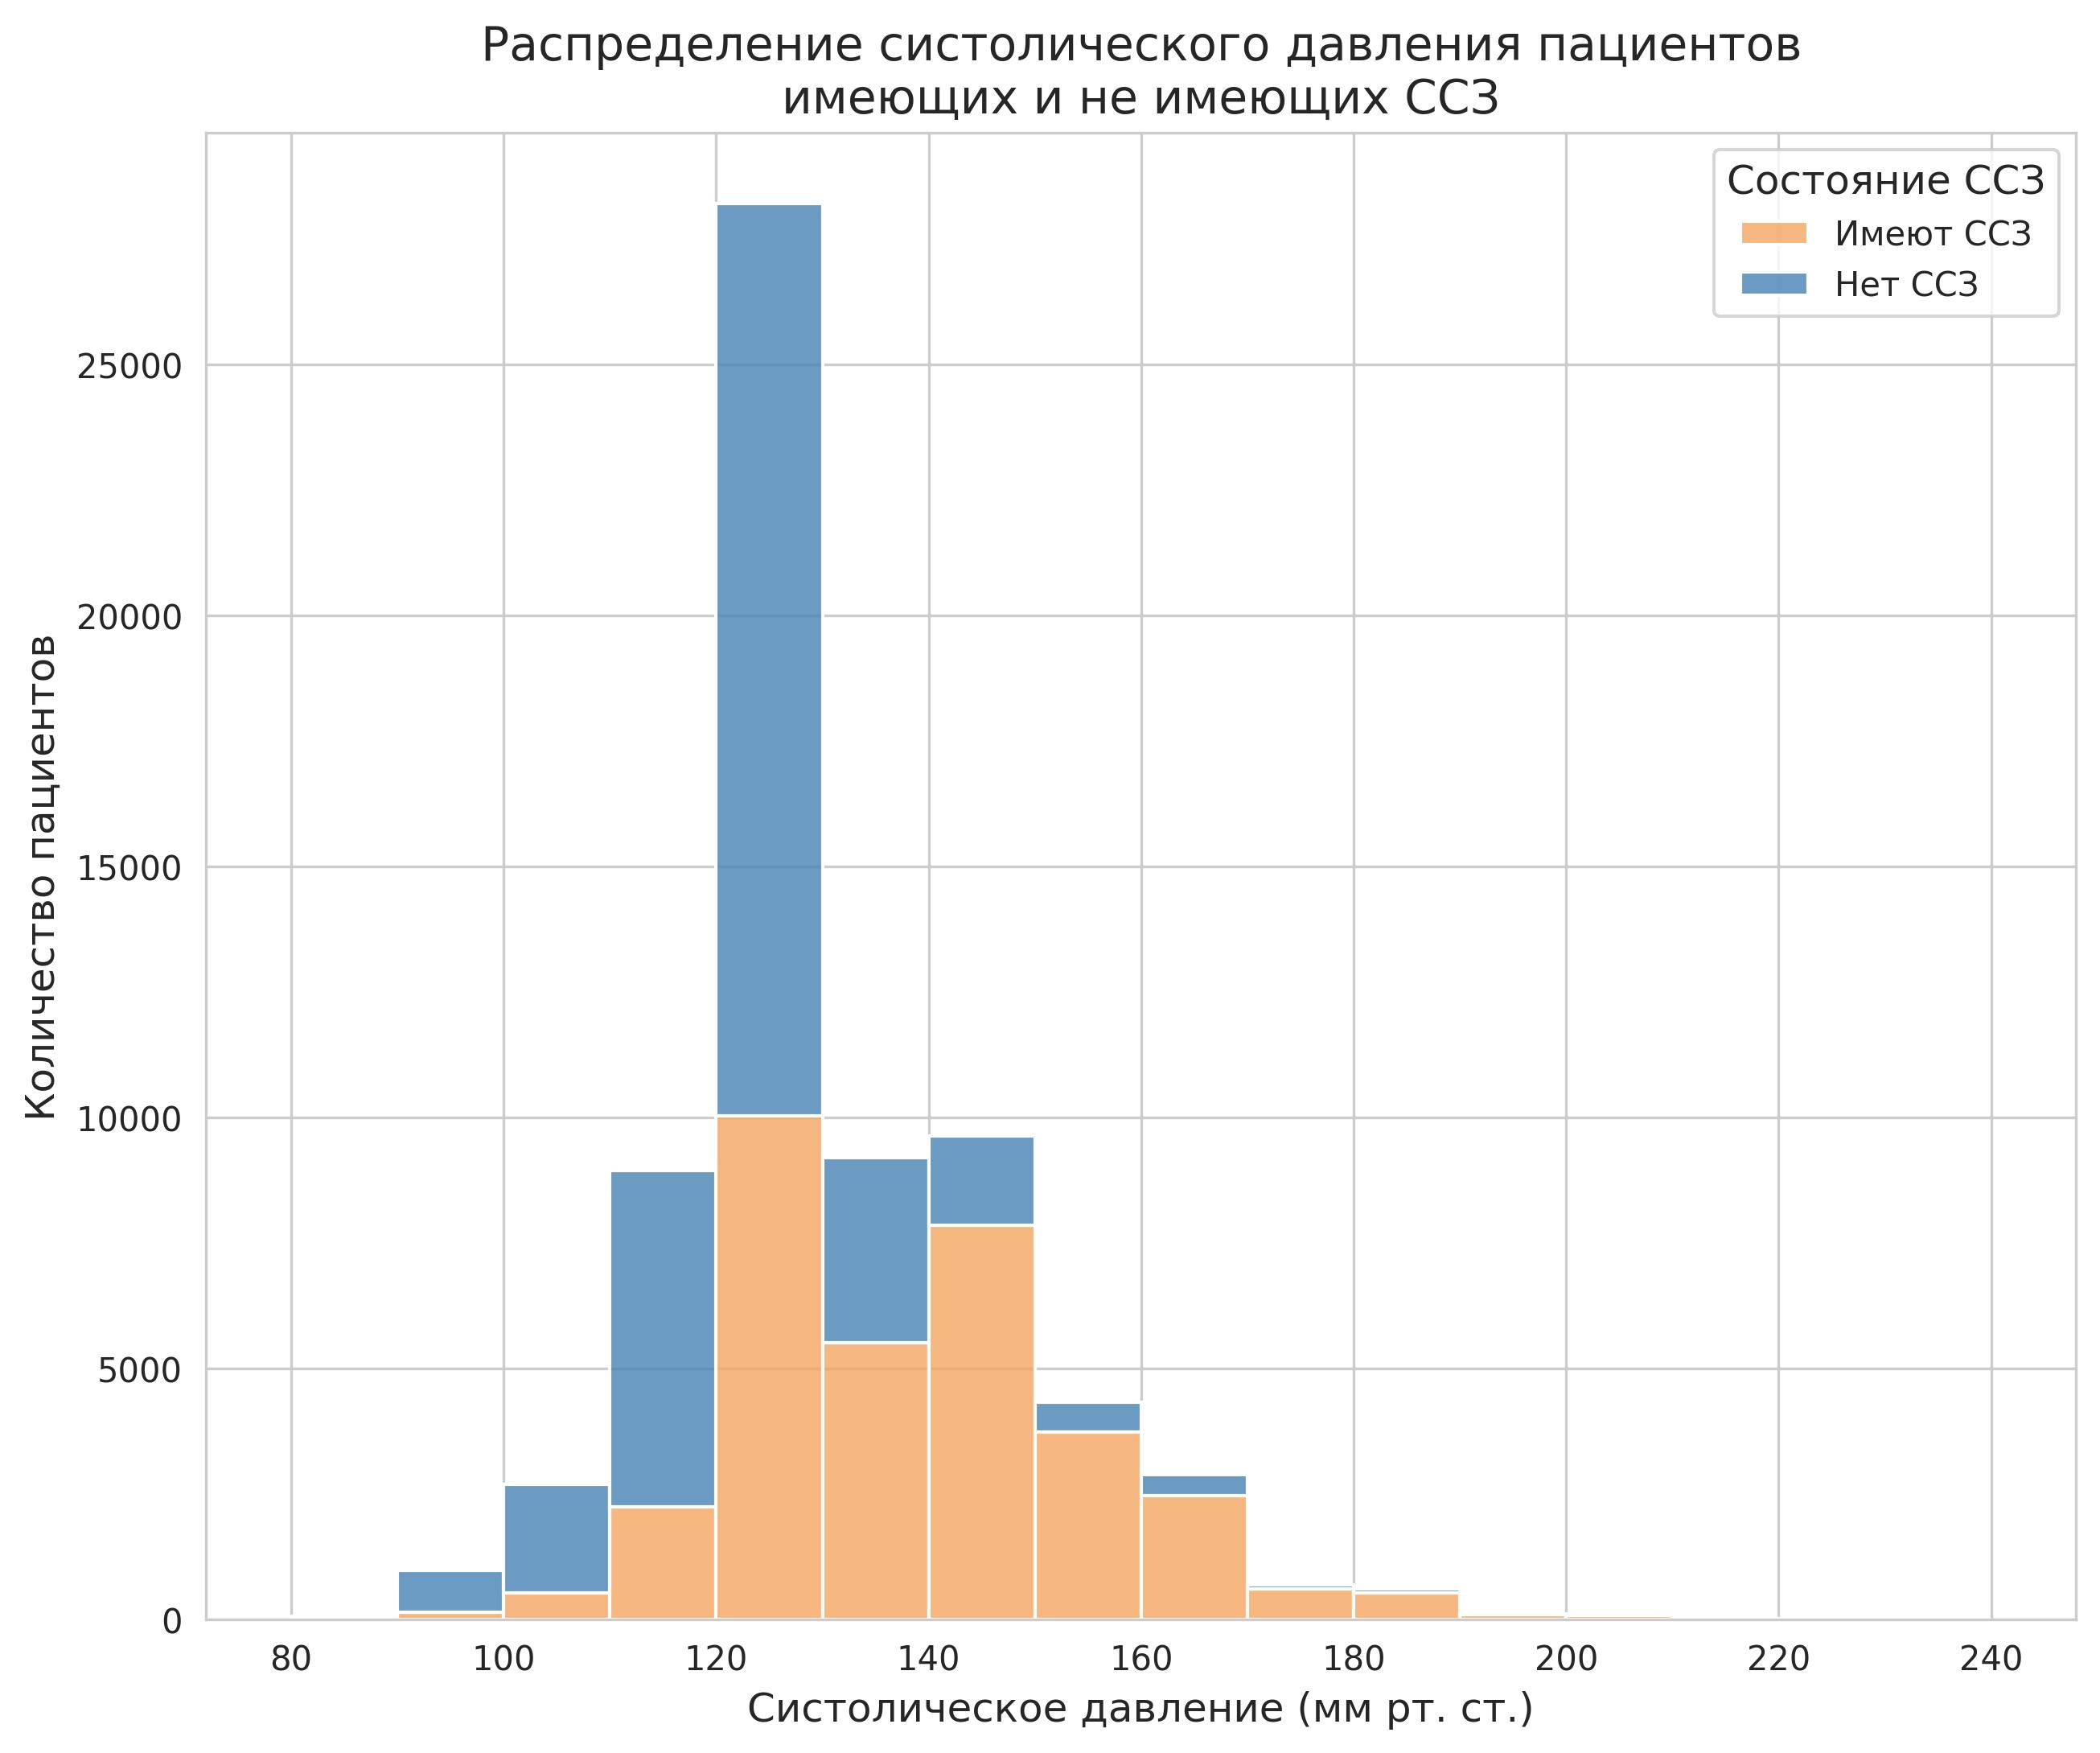 Распределение систолического давления пациентов
имеющих и не имеющих ССЗ
Состояние ССЗ
Имеют ССЗ
Нет ССЗ
Количество пациентов
25000
20000
15000
10000
5000
0
80 100 120 140 160 180 200 220 240
Систолическое давление (мм рт. ст.)